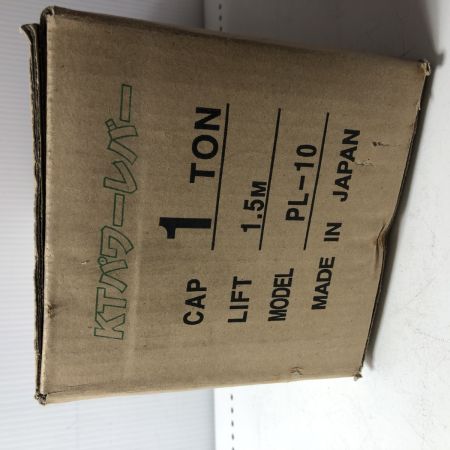 KTパワーレバー
CAP 1 TON
LIFT 1.5M
MODEL PL-10
MADE IN JAPAN